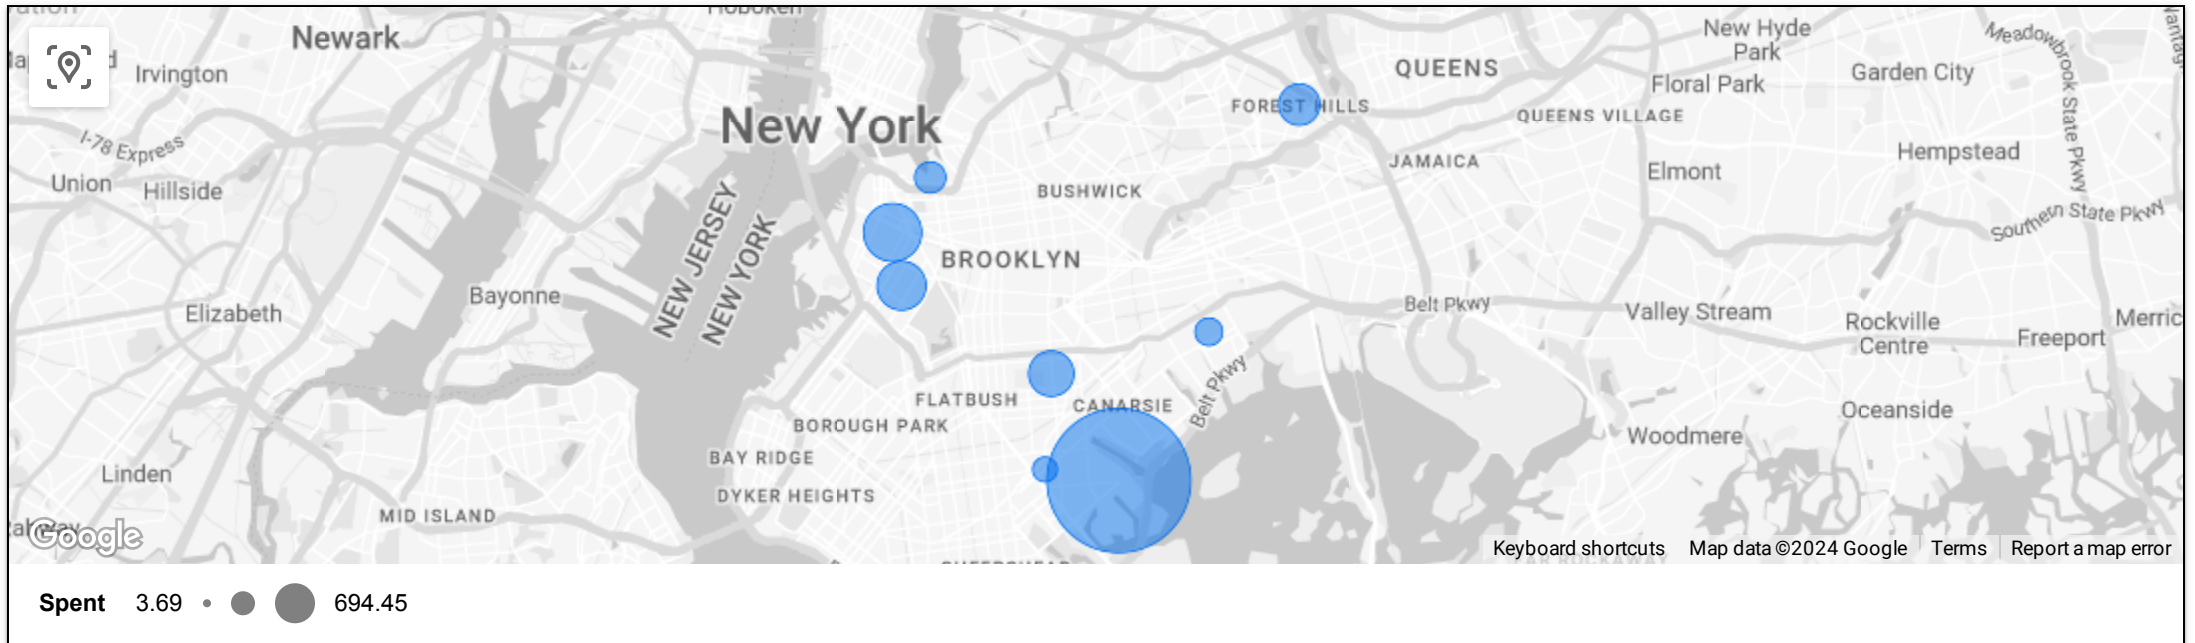 Hoboken
Newark
Irvington
I-78 Express
Union
Hillside
New York
NEW JERSEY
NEW YORK
Elizabeth
Bayonne
Linden
MID ISLAND
QUEENS
FOREST HILLS
New Hyde
Park
Floral Park
Garden City
Meadowbrook State Pkwy
QUEENS VILLAGE
JAMAICA
Elmont
Hempstead
BUSHWICK
BROOKLYN
Southern State Pkwy
Belt Pkwy
Valley Stream
Rockville
Centre
Freeport
Merric
Belt Pkwy
FLATBUSH
CANARSIE
BOROUGH PARK
BAY RIDGE
DYKER HEIGHTS
Oceanside
Woodmere
Google
Keyboard shortcuts
Map data ©2024 Google
Terms
Report a map error
Spent 3.69 694.45